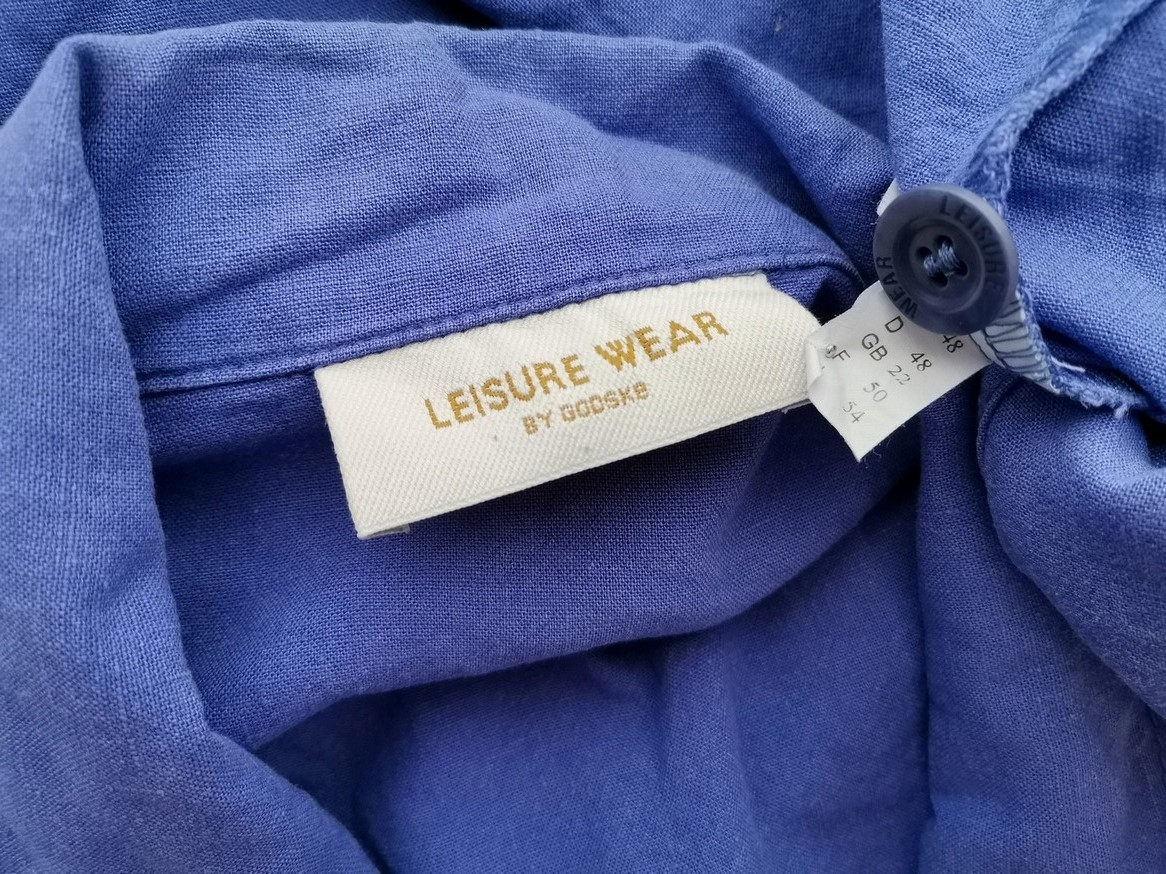 LEISURE WEAR
BY GODSKE
LEISURE WEAR
48
D 48
GB 22
F 50
54